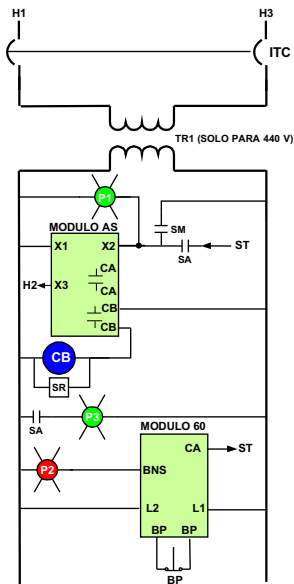 H1 H3
ITC
TR1 (SOLO PARA 440 V)
P1
MODULO AS
X1 X2
SM
SA
ST
CA
H2 X3
CA
CB
CB
CB
SR
SA
P3
MODULO 60
CA ST
P2
BNS
L2 L1
BP BP
BP